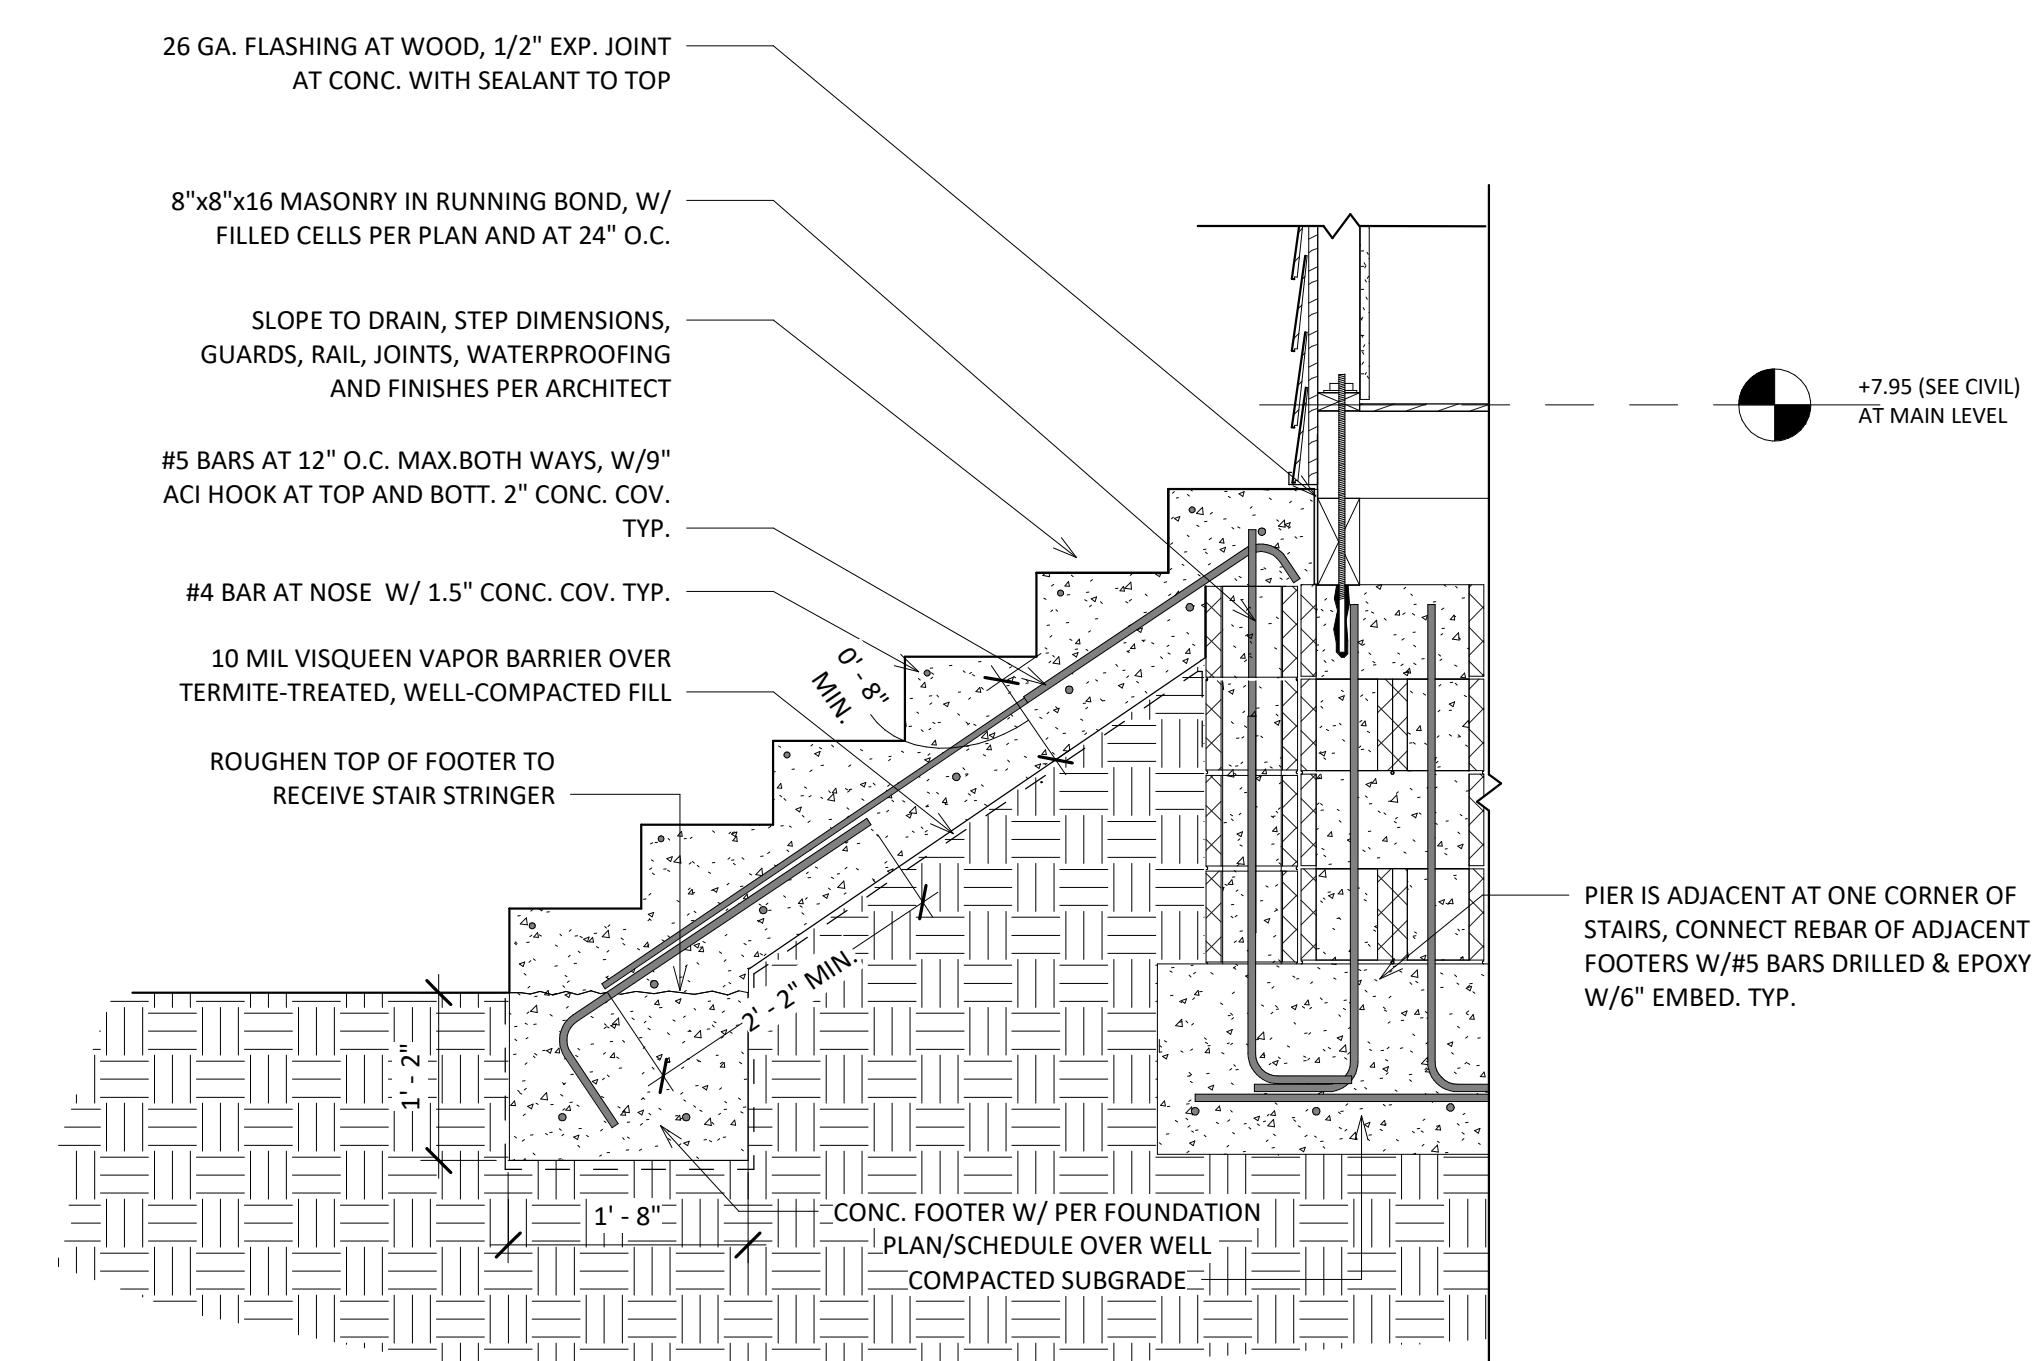 26 GA. FLASHING AT WOOD, 1/2" EXP. JOINT
AT CONC. WITH SEALANT TO TOP
8"x8"x16 MASONRY IN RUNNING BOND, W/
FILLED CELLS PER PLAN AND AT 24" O.C.
SLOPE TO DRAIN, STEP DIMENSIONS,
GUARDS, RAIL, JOINTS, WATERPROOFING
AND FINISHES PER ARCHITECT
+7.95 (SEE CIVIL)
AT MAIN LEVEL
#5 BARS AT 12" O.C. MAX.BOTH WAYS, W/9"
ACI HOOK AT TOP AND BOTT. 2" CONC. COV.
TYP.
#4 BAR AT NOSE W/ 1.5" CONC. COV. TYP.
10 MIL VISQUEEN VAPOR BARRIER OVER
TERMITE-TREATED, WELL-COMPACTED FILL
0' - 8"
MIN.
ROUGHEN TOP OF FOOTER TO
RECEIVE STAIR STRINGER
PIER IS ADJACENT AT ONE CORNER OF
STAIRS, CONNECT REBAR OF ADJACENT
FOOTERS W/#5 BARS DRILLED & EPOXY
W/6" EMBED. TYP.
2' - 2" MIN.
1' - 2"
1' - 8"
CONC. FOOTER W/ PER FOUNDATION
PLAN/SCHEDULE OVER WELL
COMPACTED SUBGRADE